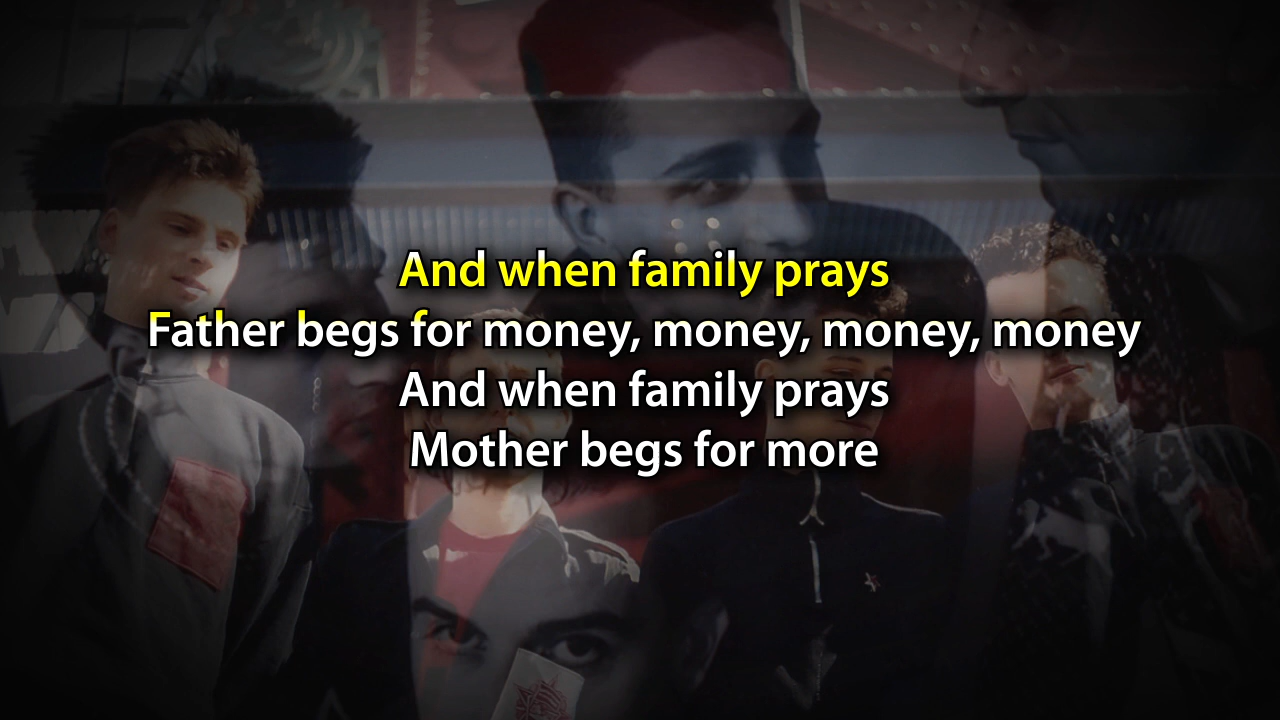 And when family prays
Father begs for money, money, money, money
And when family prays
Mother begs for more